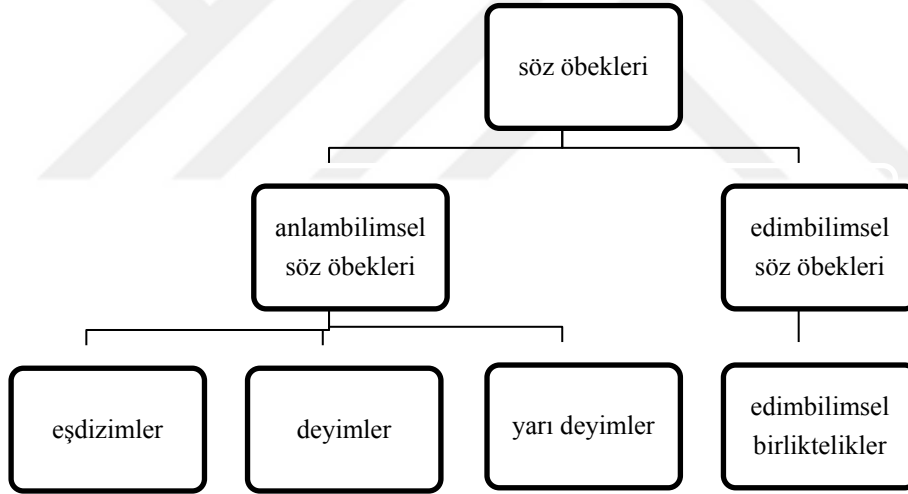 söz öbekleri
anlambilimsel
söz öbekleri
edimbilimsel
söz öbekleri
eşdizimler
deyimler
yarı deyimler
edimbilimsel
birliktelikler